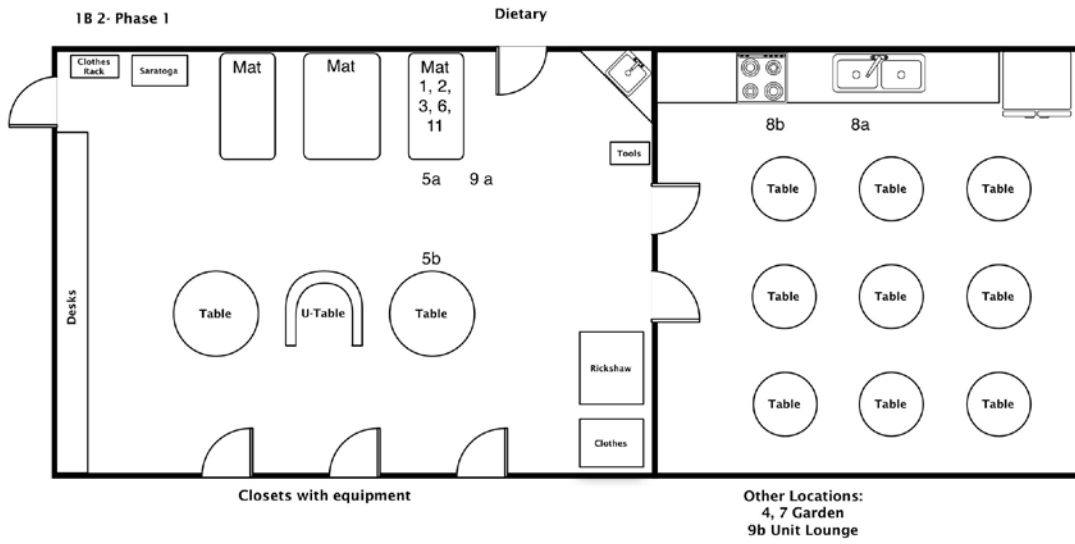 1B 2- Phase 1
Dietary
Clothes
Rack
Saratoga
Mat
Mat
Mat
1, 2,
3, 6,
11
5a
9 a
Tools
8b
8a
Table
Table
Table
5b
Desks
Table
U-Table
Table
Table
Table
Table
Rickshaw
Clothes
Table
Table
Table
Closets with equipment
Other Locations:
4, 7 Garden
9b Unit Lounge